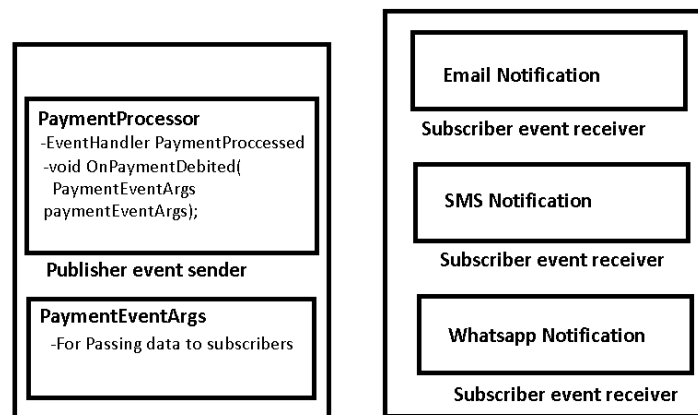 PaymentProcessor
-EventHandler PaymentProccessed
-void OnPaymentDebited(
PaymentEventArgs
paymentEventArgs);
Publisher event sender
PaymentEventArgs
-For Passing data to subscribers
Email Notification
Subscriber event receiver
SMS Notification
Subscriber event receiver
Whatsapp Notification
Subscriber event receiver